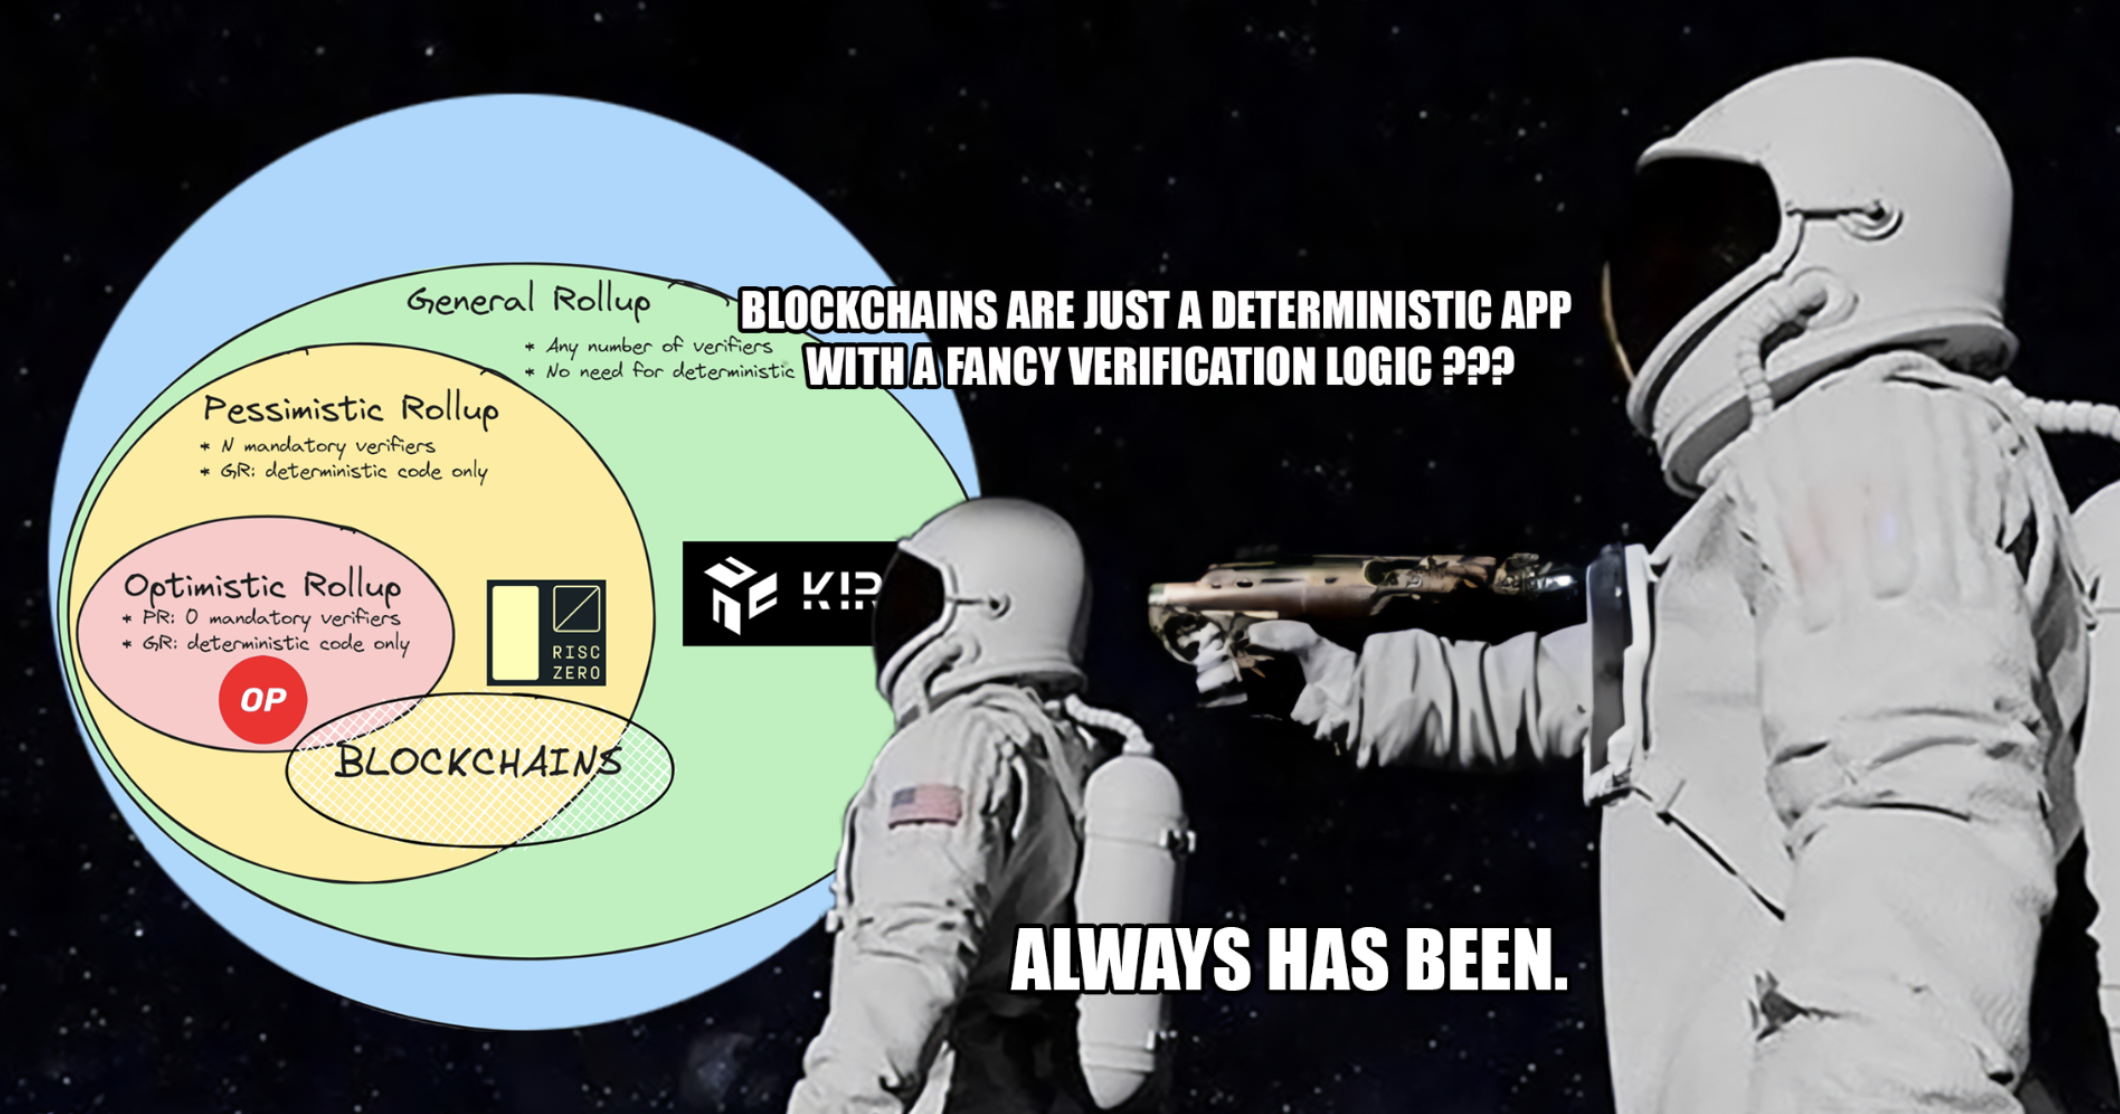 General Rollup
* Any number of verifiers
* No need for deterministic
BLOCKCHAINS ARE JUST A DETERMINISTIC APP
WITH A FANCY VERIFICATION LOGIC ???
Pessimistic Rollup
* N mandatory verifiers
* GR: deterministic code only
Optimistic Rollup
* PR: 0 mandatory verifiers
* GR: deterministic code only
OP
RISC
ZERO
BLOCKCHAINS
ALWAYS HAS BEEN.